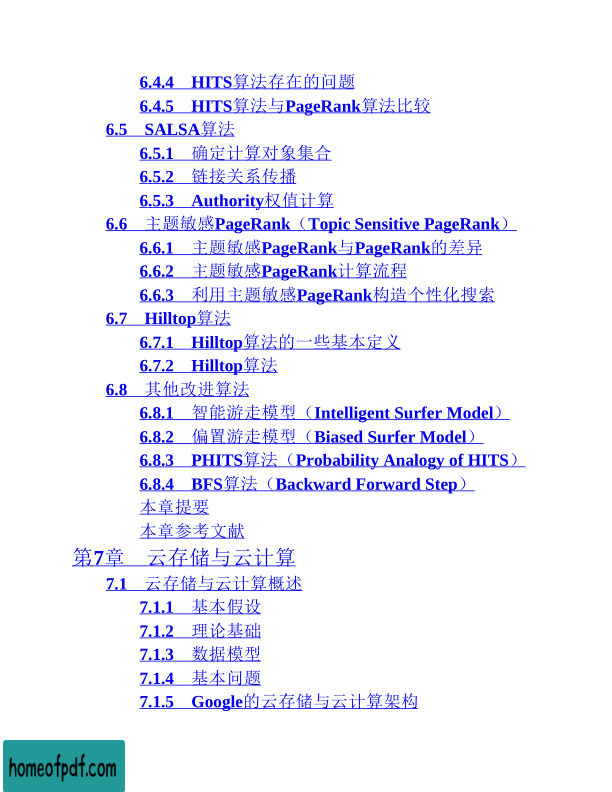 6.4.4　HITS算法存在的问题
6.4.5　HITS算法与PageRank算法比较
6.5　SALSA算法
6.5.1　确定计算对象集合
6.5.2　链接关系传播
6.5.3　Authority权值计算
6.6　主题敏感PageRank（Topic Sensitive PageRank）
6.6.1　主题敏感PageRank与PageRank的差异
6.6.2　主题敏感PageRank计算流程
6.6.3　利用主题敏感PageRank构造个性化搜索
6.7　Hilltop算法
6.7.1　Hilltop算法的一些基本定义
6.7.2　Hilltop算法
6.8　其他改进算法
6.8.1　智能游走模型（Intelligent Surfer Model）
6.8.2　偏置游走模型（Biased Surfer Model）
6.8.3　PHITS算法（Probability Analogy of HITS）
6.8.4　BFS算法（Backward Forward Step）
本章提要
本章参考文献
第7章　云存储与云计算
7.1　云存储与云计算概述
7.1.1　基本假设
7.1.2　理论基础
7.1.3　数据模型
7.1.4　基本问题
7.1.5　Google的云存储与云计算架构
homeofpdf.com